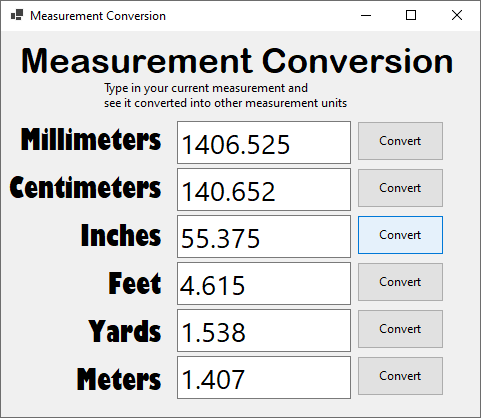 Measurement Conversion
Measurement Conversion
Type in your current measurement and
see it converted into other measurement units
Millimeters 1406.525 Convert
Centimeters 140.652 Convert
Inches 55.375 Convert
Feet 4.615 Convert
Yards 1.538 Convert
Meters 1.407 Convert